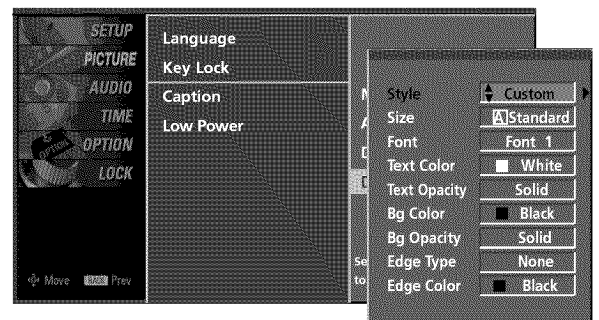 SETUP
PICTURE
AUDIO
TIME
OPTION
LOCK
Move BACK Prev
Language
Key Lock
Caption
Low Power
Style Custom
Size A Standard
Font Font 1
Text Color White
Text Opacity Solid
Bg Color Black
Bg Opacity Solid
Edge Type None
Edge Color Black